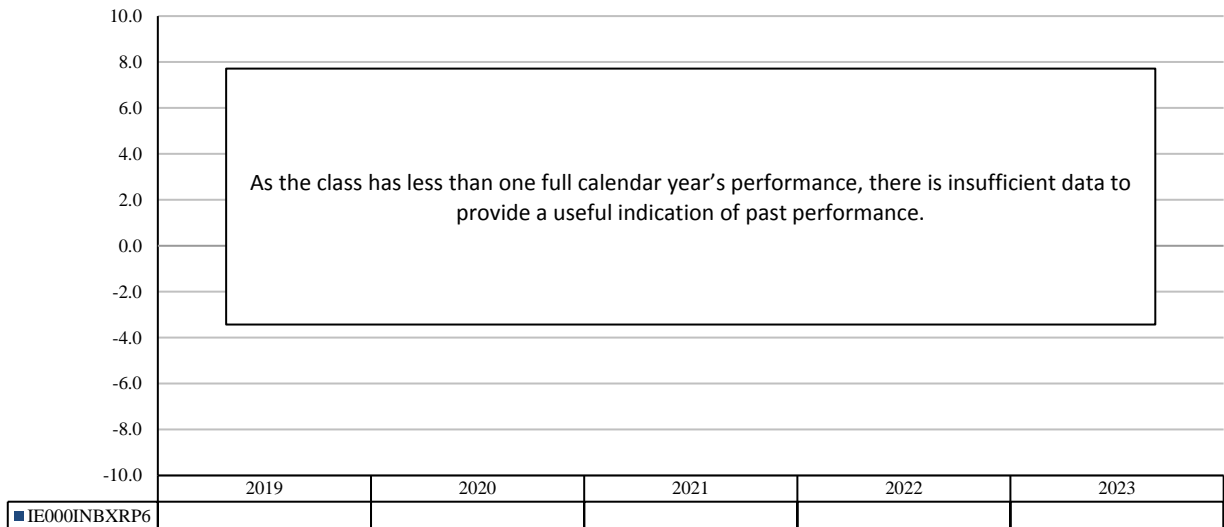 10.0
8.0
6.0
4.0
2.0
0.0
-2.0
-4.0
-6.0
-8.0
-10.0
As the class has less than one full calendar year’s performance, there is insufficient data to
provide a useful indication of past performance.
2019 2020 2021 2022 2023
IE000INBXRP6